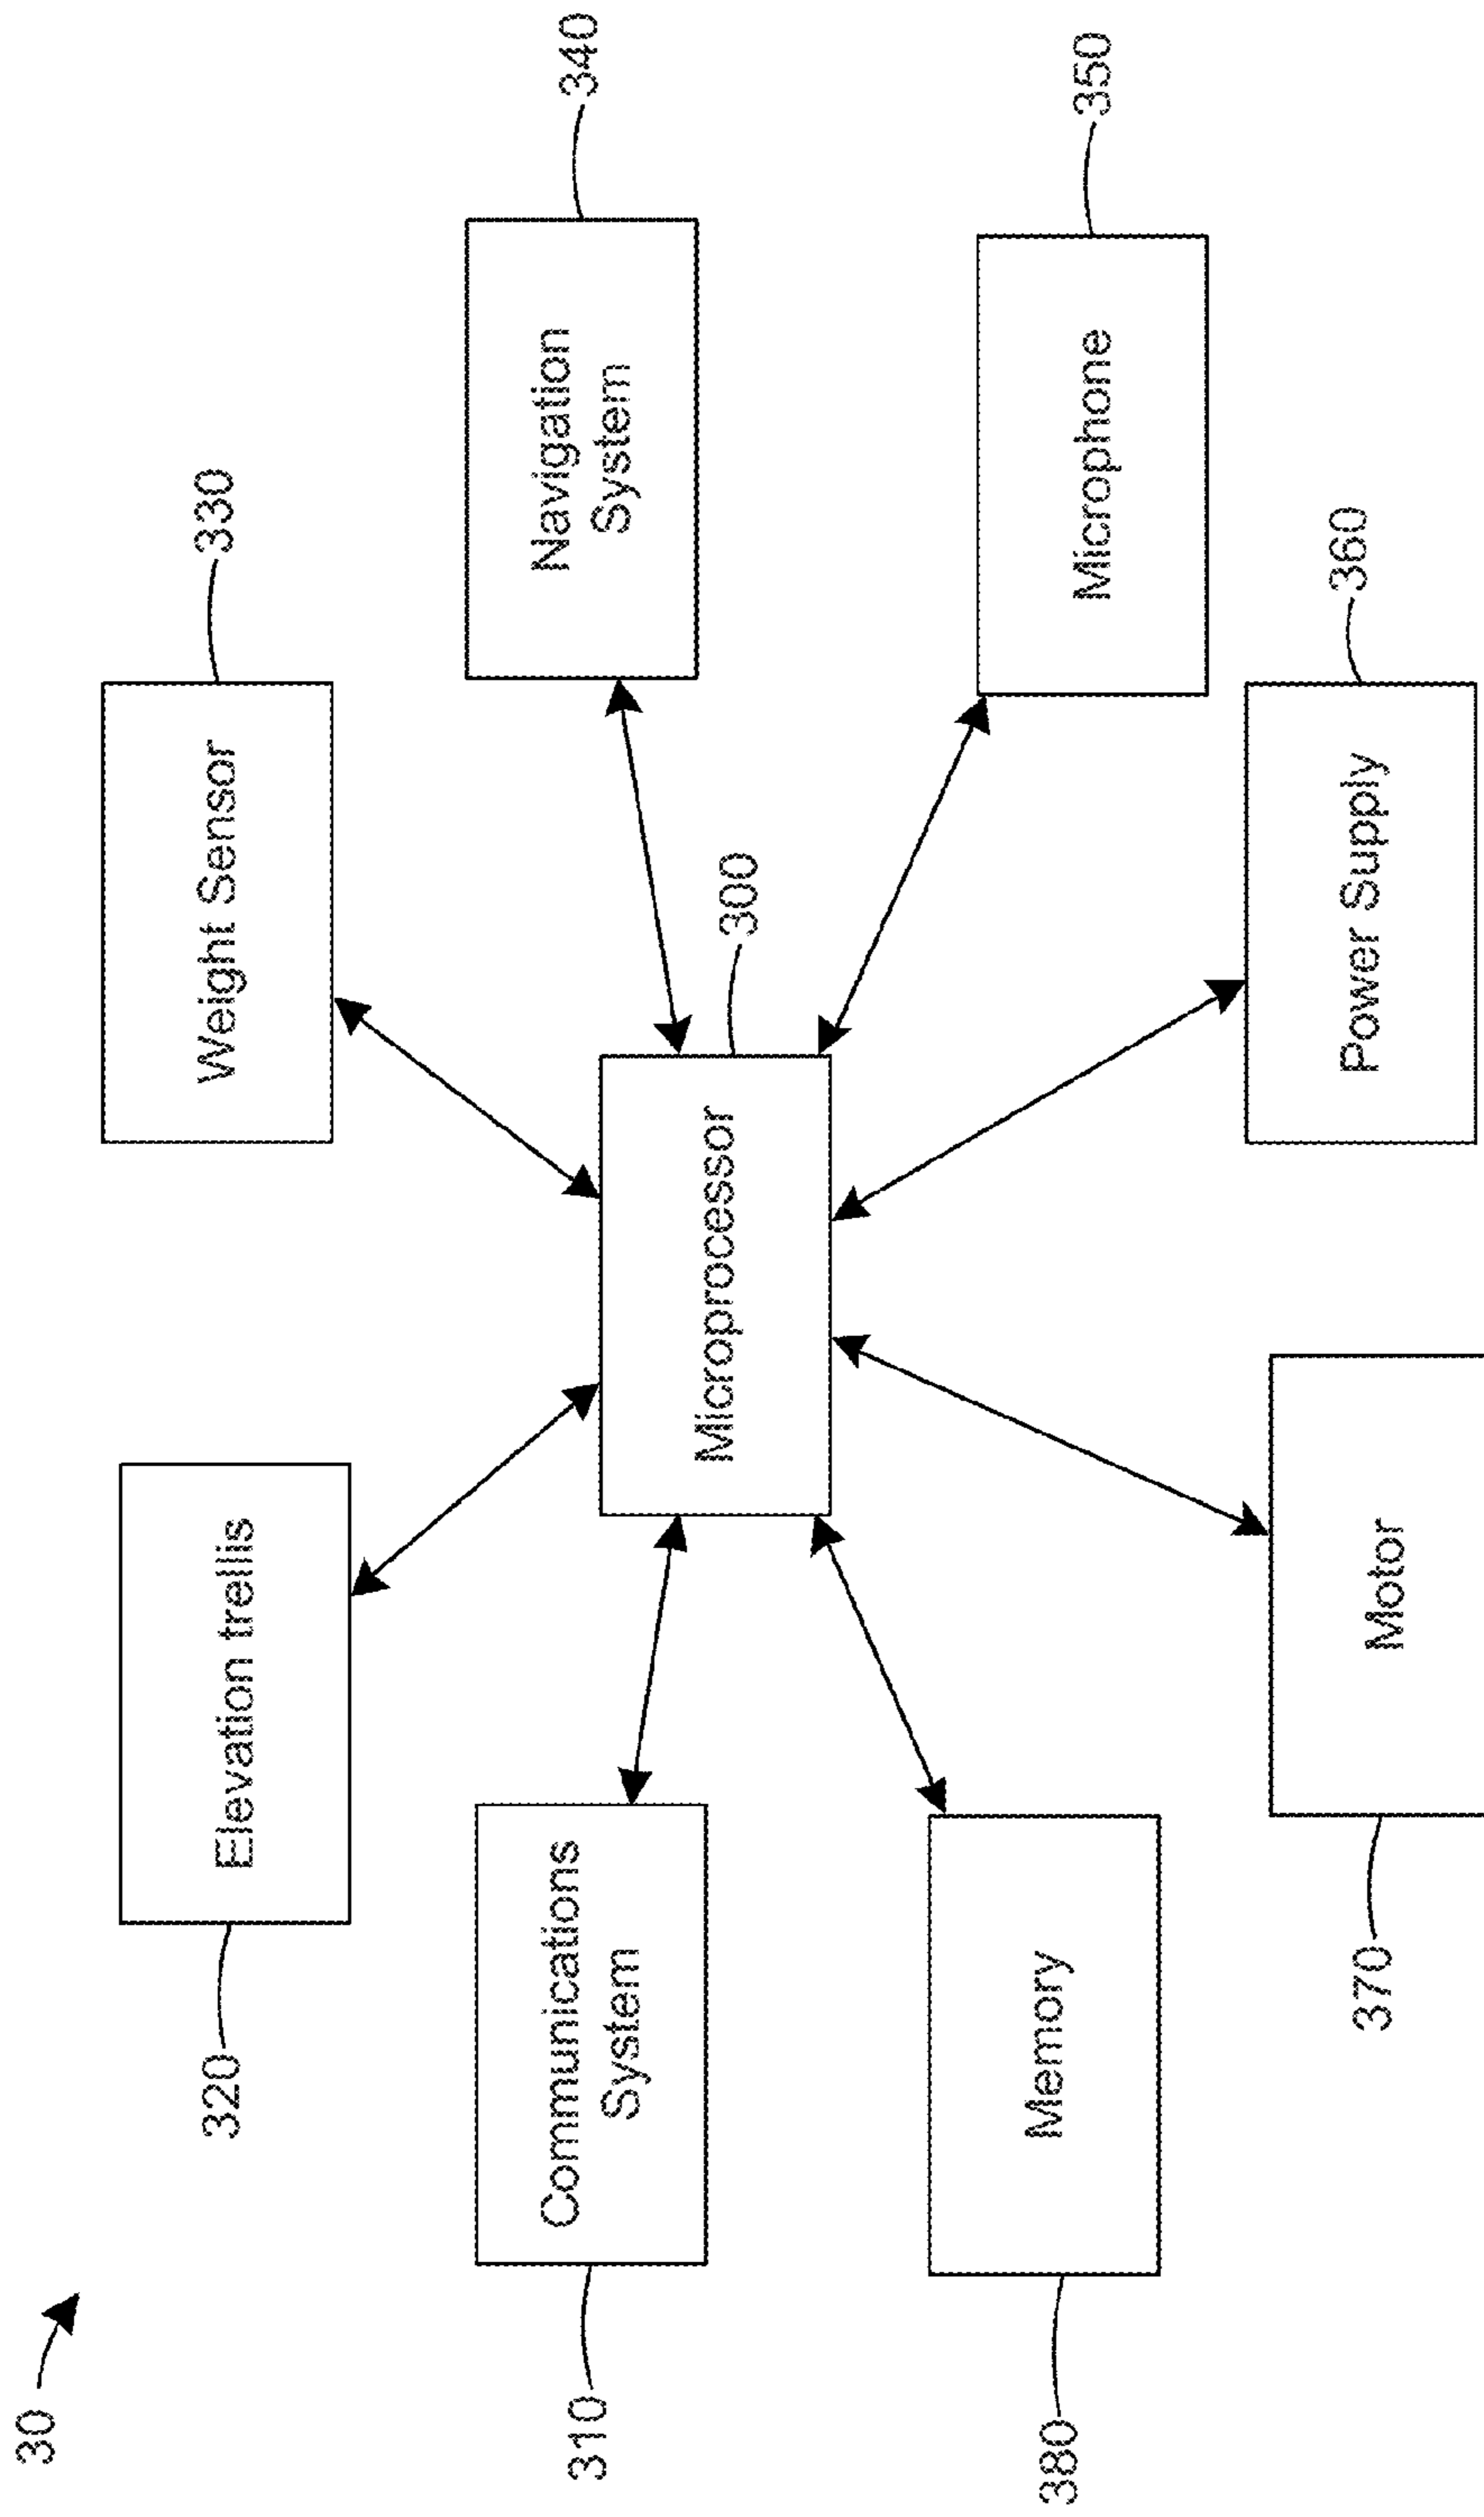 30
320
Elevation trellis
Weight Sensor
330
310
Communications
System
Microprocessor
300
Navigation
System
340
380
Memory
Microphone
350
370
Motor
Power Supply
360